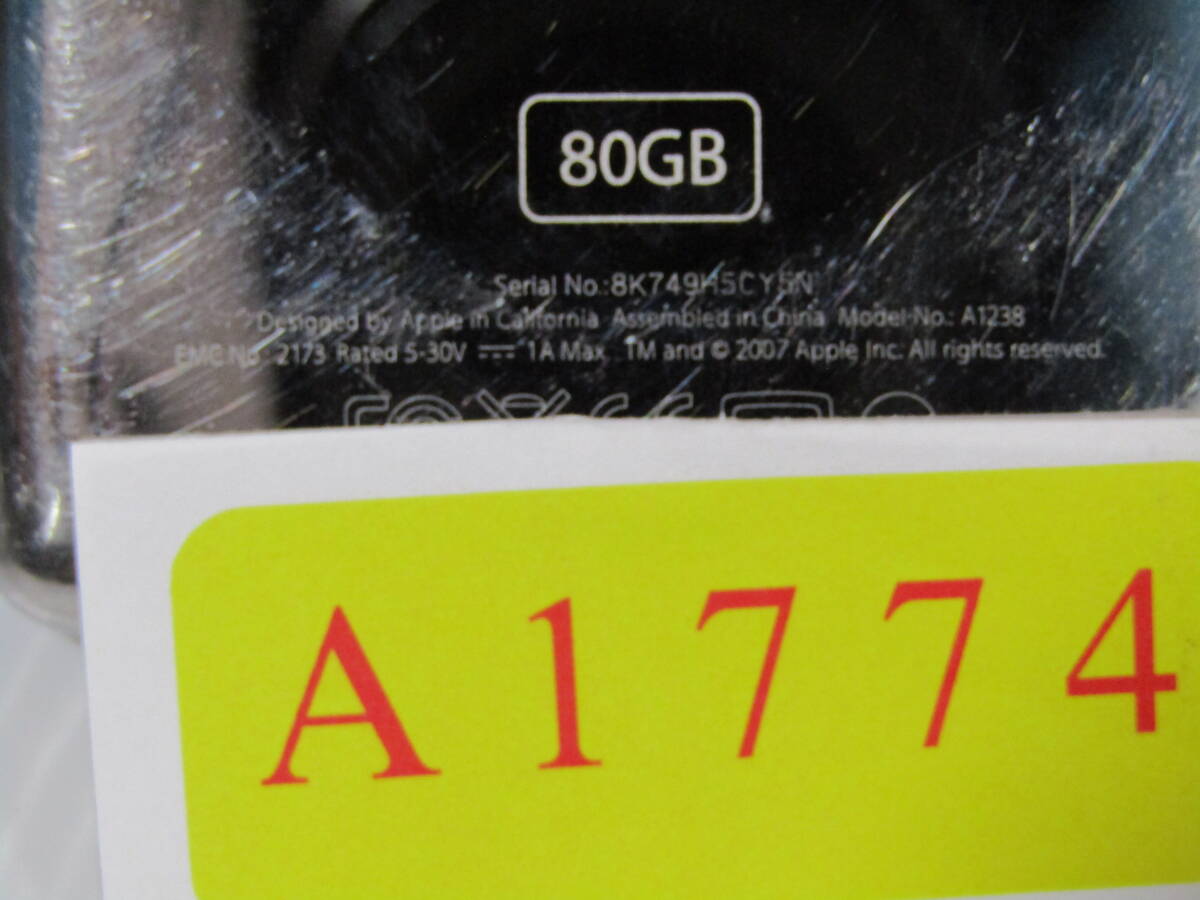 80GB
Serial No.: 8K749H5CY5N
Designed by Apple in California Assembled in China Model No.: A1238
EMC No.: 2173 Rated 5-30V 1A Max. TM and © 2007 Apple Inc. All rights reserved.
A1774